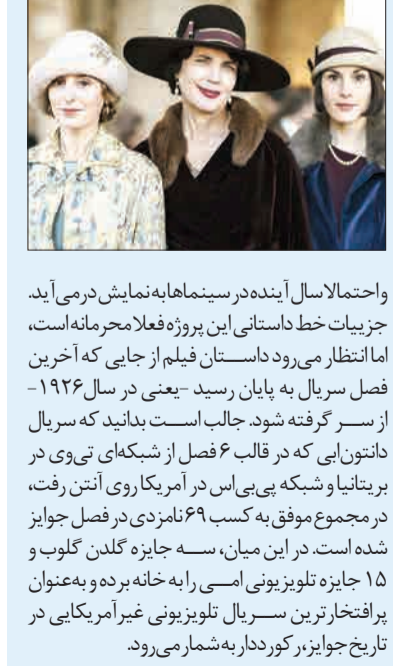 واحتمالا سال آینده در سینماها به نمایش درمی‌آید.
جزییات خط داستانی این پروژه فعلا محرمانه است،
اما انتظار می‌رود داستان فیلم از جایی که آخرین
فصل سریال به پایان رسید -یعنی در سال ۱۹۲۶-
از سر گرفته شود. جالب است بدانید که سریال
دانتون‌ابی که در قالب ۶ فصل از شبکه‌ای تی‌وی در
بریتانیا و شبکه پی‌بی‌اس در آمریکا روی آنتن رفت،
در مجموع موفق به کسب ۶۹ نامزدی در فصل جوایز
شده است. در این میان، سه جایزه گلدن گلوب و
۱۵ جایزه تلویزیونی امی را به خانه برده و به‌عنوان
پرافتخارترین سریال تلویزیونی غیرآمریکایی در
تاریخ جوایز، رکورددار به شمار می‌رود.